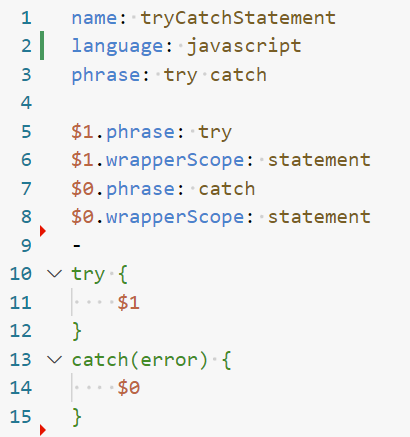 1 name: tryCatchStatement
2 language: javascript
3 phrase: try catch
4
5 $1.phrase: try
6 $1.wrapperScope: statement
7 $0.phrase: catch
8 $0.wrapperScope: statement
9 -
10 try {
11     $1
12 }
13 catch(error) {
14     $0
15 }